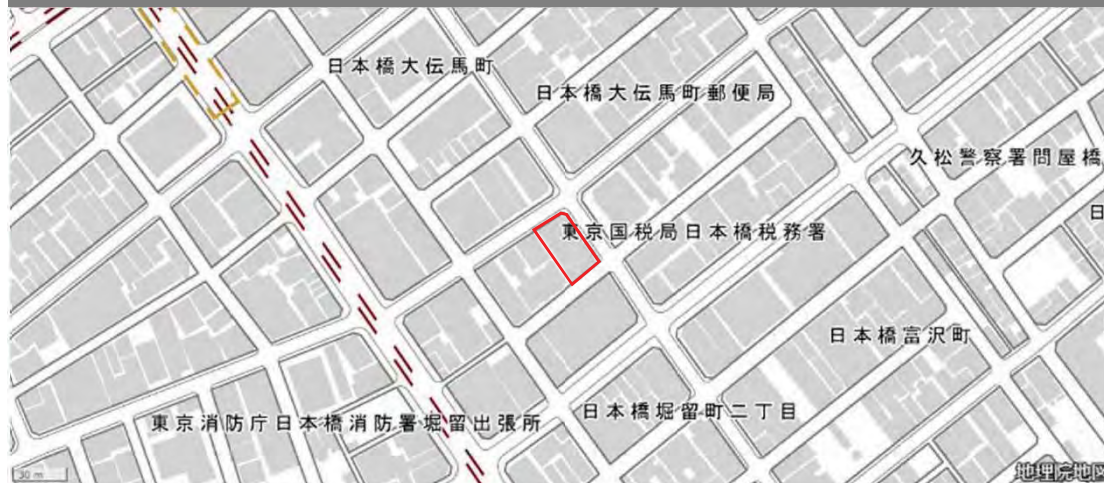 日本橋大伝馬町
日本橋大伝馬町郵便局
久松警察署問屋橋
日
東京国税局日本橋税務署
日本橋富沢町
日本橋堀留町二丁目
東京消防庁日本橋消防署堀留出張所
30 m
地理院地図